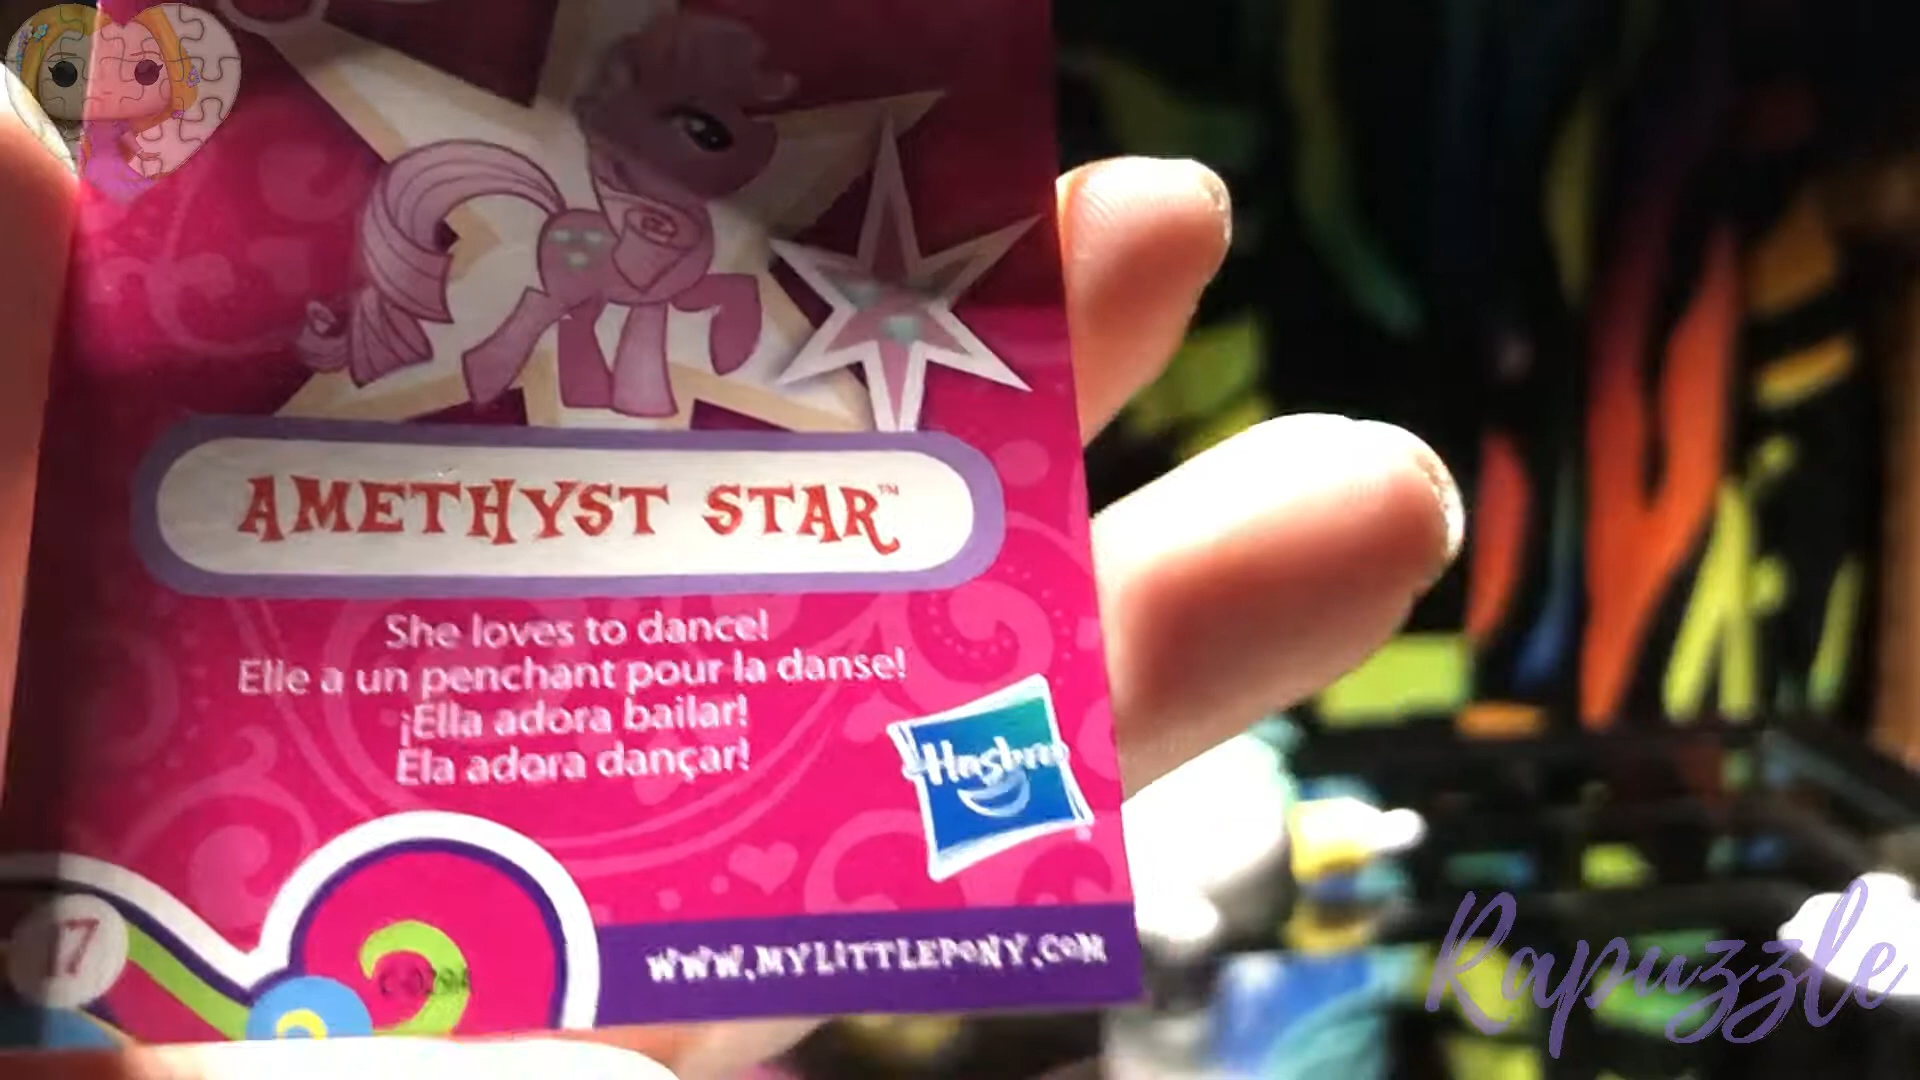 AMETHYST STAR™
She loves to dance!
Elle a un penchant pour la danse!
¡Ella adora bailar!
Ela adora dançar!
Hasbro
17
2
WWW.MYLITTLEPONY.COM
Rapuzzle